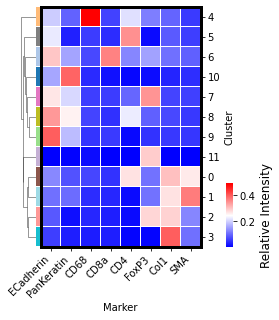 4
5
6
10
7
8
9
11
0
1
2
3
Cluster
ECadherin
PanKeratin
CD68
CD8a
CD4
FoxP3
Col1
SMA
Marker
0.4
0.2
Relative Intensity